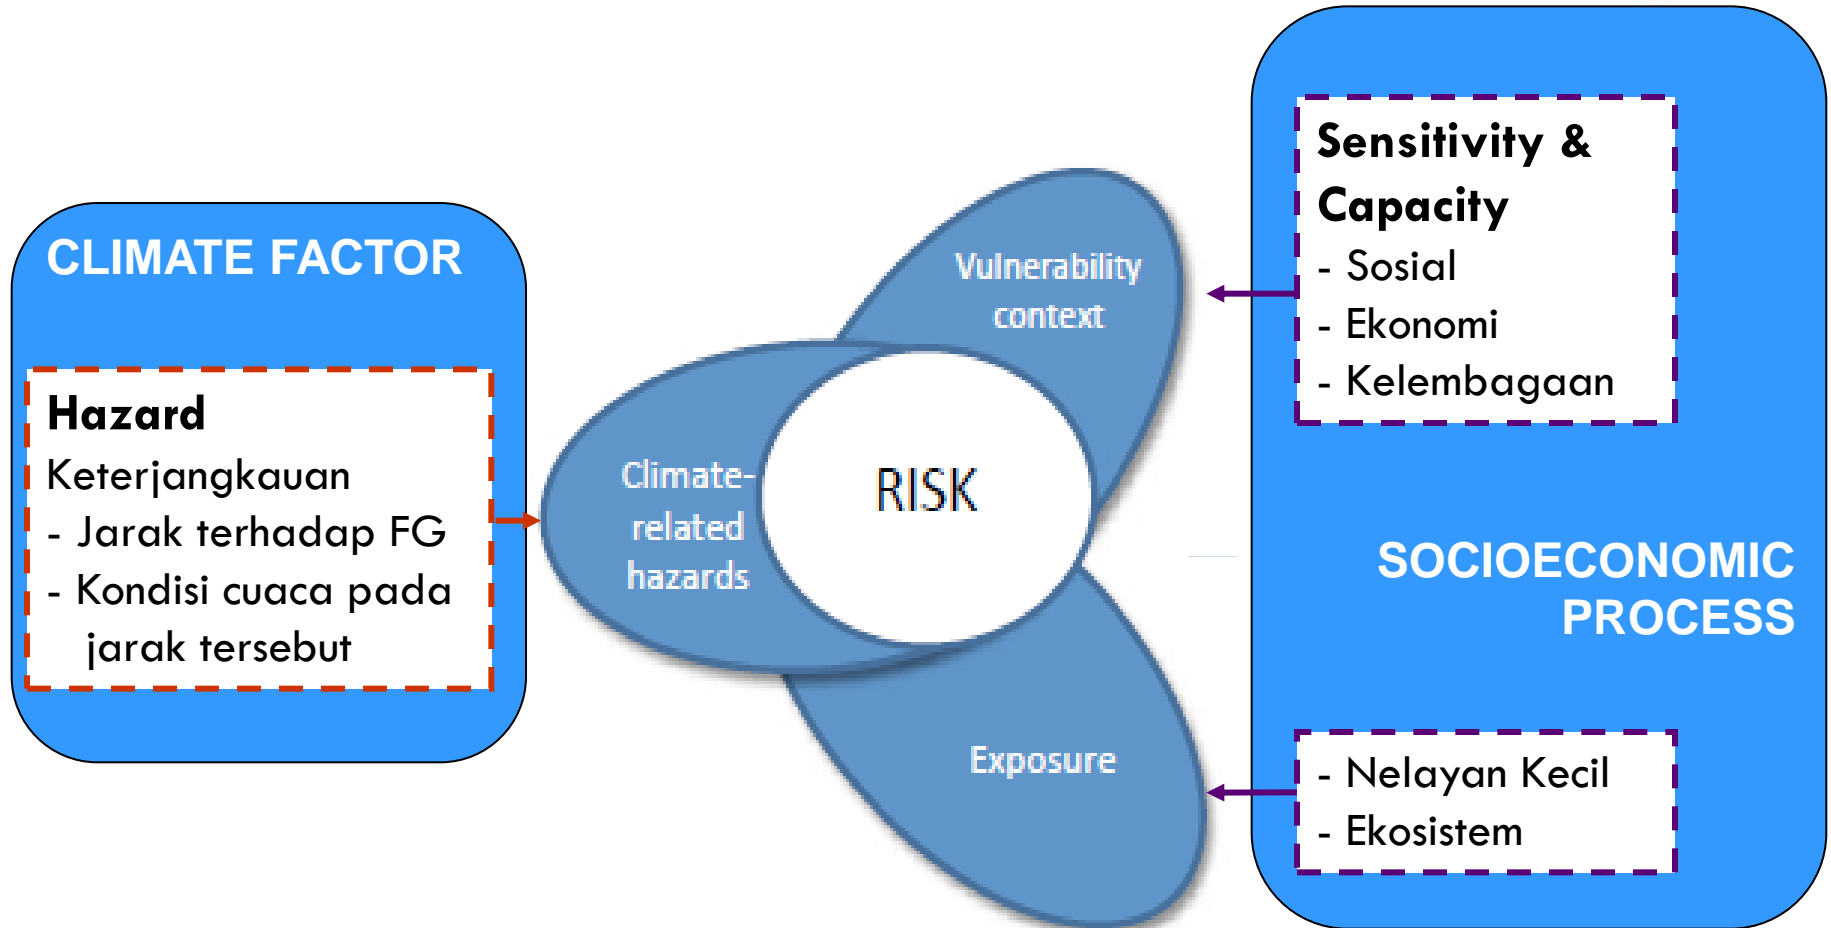 CLIMATE FACTOR
Hazard
Keterjangkauan
- Jarak terhadap FG
- Kondisi cuaca pada
jarak tersebut
Vulnerability
context
Climate-
related
hazards
RISK
Exposure
Sensitivity &
Capacity
- Sosial
- Ekonomi
- Kelembagaan
SOCIOECONOMIC
PROCESS
- Nelayan Kecil
- Ekosistem